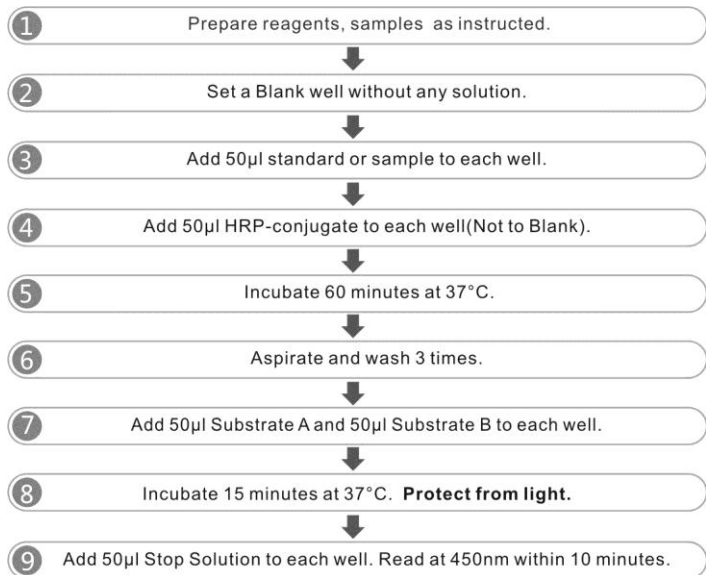 1 Prepare reagents, samples as instructed.
2 Set a Blank well without any solution.
3 Add 50μl standard or sample to each well.
4 Add 50μl HRP-conjugate to each well(Not to Blank).
5 Incubate 60 minutes at 37°C.
6 Aspirate and wash 3 times.
7 Add 50μl Substrate A and 50μl Substrate B to each well.
8 Incubate 15 minutes at 37°C. Protect from light.
9 Add 50μl Stop Solution to each well. Read at 450nm within 10 minutes.